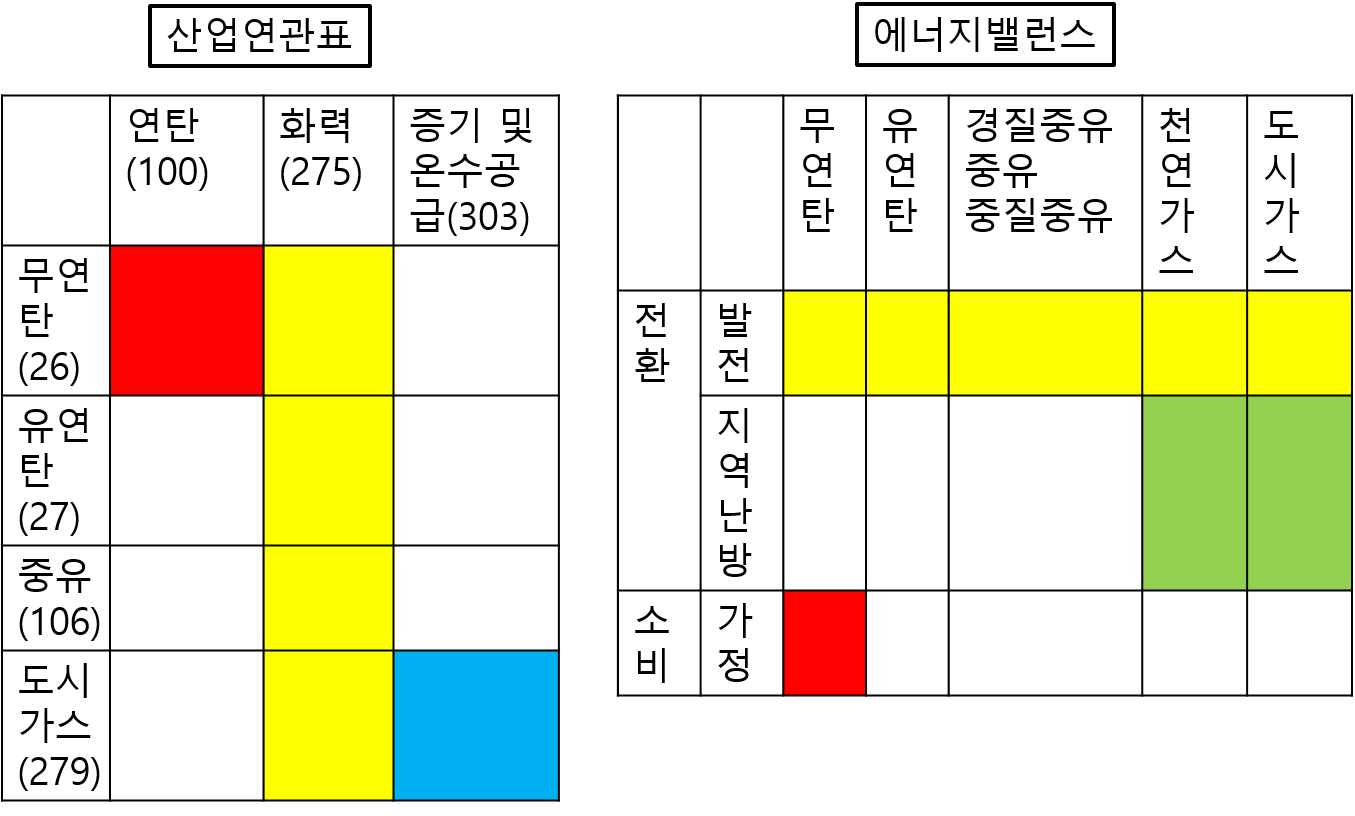 산업연관표
연탄
(100)
화력
(275)
증기 및
온수공
급(303)
무연
탄
(26)
유연
탄
(27)
중유
(106)
도시
가스
(279)
에너지밸런스
무
연
탄
유
연
탄
경질중유
중유
중질중유
천
연
가
스
도
시
가
스
전
환
발
전
지
역
난
방
소
비
가
정